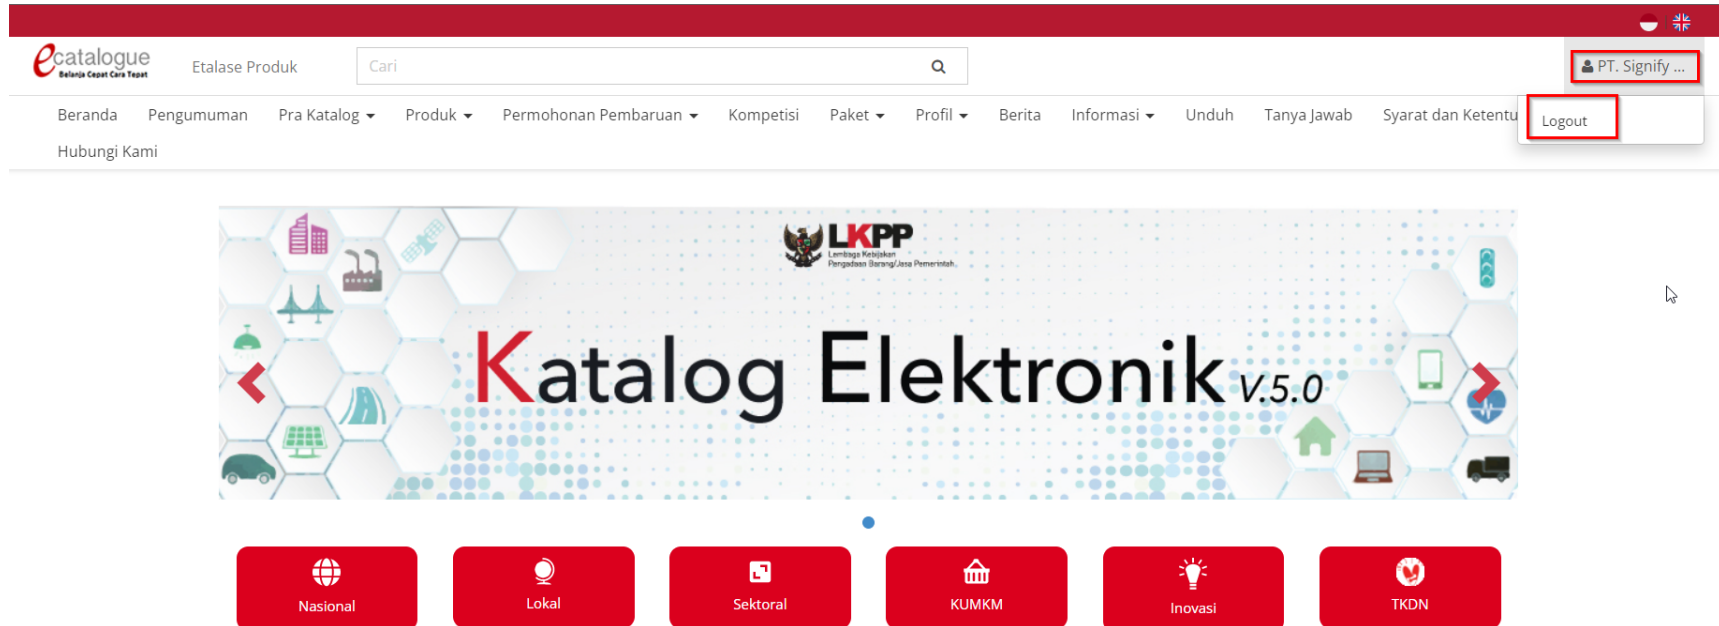 ecatalogue
Belanja Cepat Cara Tepat
Etalase Produk
Cari
PT. Signify ...
Beranda Pengumuman Pra Katalog Produk Permohonan Pembaruan Kompetisi Paket Profil Berita Informasi Unduh Tanya Jawab Syarat dan Ketentu
Logout
Hubungi Kami
LKPP
Lembaga Kebijakan
Pengadaan Barang/Jasa Pemerintah
Katalog Elektronik v.5.0
Nasional Lokal Sektoral KUMKM Inovasi TKDN